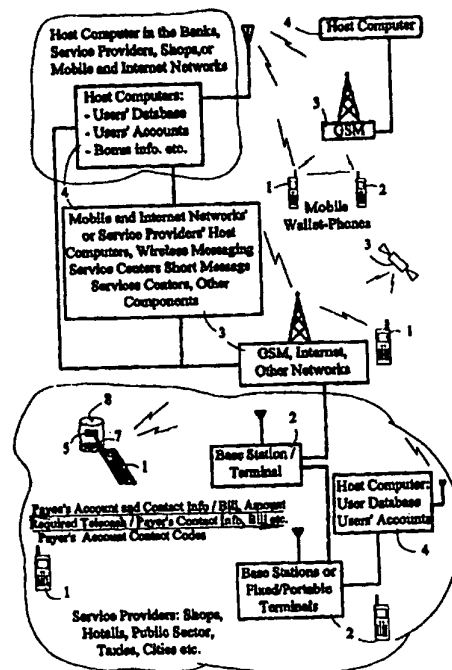 Host Computer in the Banks,
Service Providers, Shops,or
Mobile and Internet Networks
Host Computers:
- Users' Database
- Users' Accounts
- Bonus info. etc.
4
4
Host Computer
3
GSM
1
2
Mobile
Wallet-Phones
Mobile and Internet Networks'
or Service Providers' Host
Computers, Wireless Messaging
Service Centers Short Message
Services Centors, Other
Components
3
3
1
GSM, Internet,
Other Networks
8
5
7
1
2
Base Station /
Terminal
Host Computer:
User Database
Users' Accounts
4
Payer's Account and Contact Info / Bill, Amount
Required Telecash / Payer's Contact Info, Bill etc.
Payer's Account Contact Codes
1
Base Stations or
Fixed/Portable
Terminals
2
Service Providers: Shops,
Hotells, Public Sector,
Taxies, Cities etc.